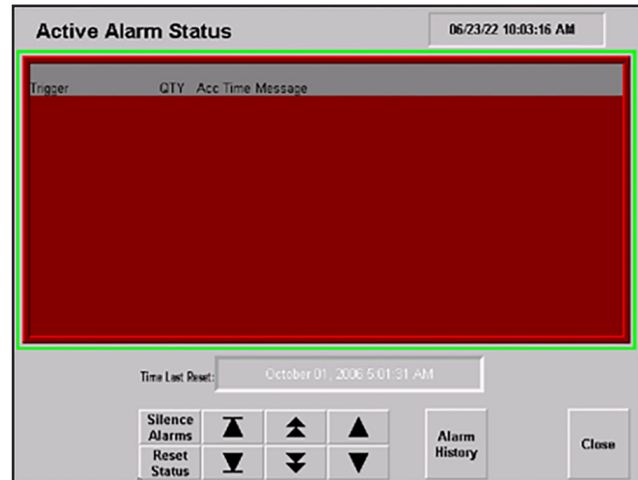 Active Alarm Status
06/23/22 10:03:16 AM
Trigger QTY Acc Time Message
Time Last Reset: October 01, 2006 5:01:31 AM
Silence
Alarms
Reset
Status
Alarm
History
Close